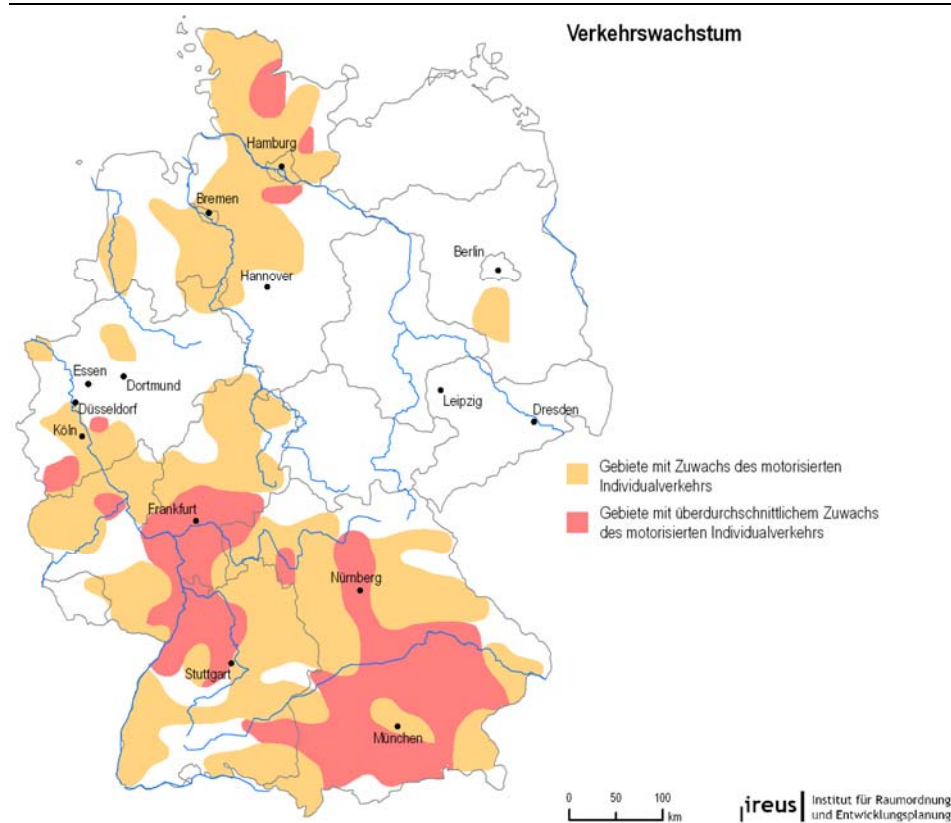 Verkehrswachstum
Hamburg
Bremen
Berlin
Hannover
Essen
Dortmund
Düsseldorf
Leipzig
Köln
Dresden
Gebiete mit Zuwachs des motorisierten
Individualverkehrs
Gebiete mit überdurchschnittlichem Zuwachs
des motorisierten Individualverkehrs
Frankfurt
Nürnberg
Stuttgart
München
0 50 100
km
ireus
Institut für Raumordnung
und Entwicklungsplanung